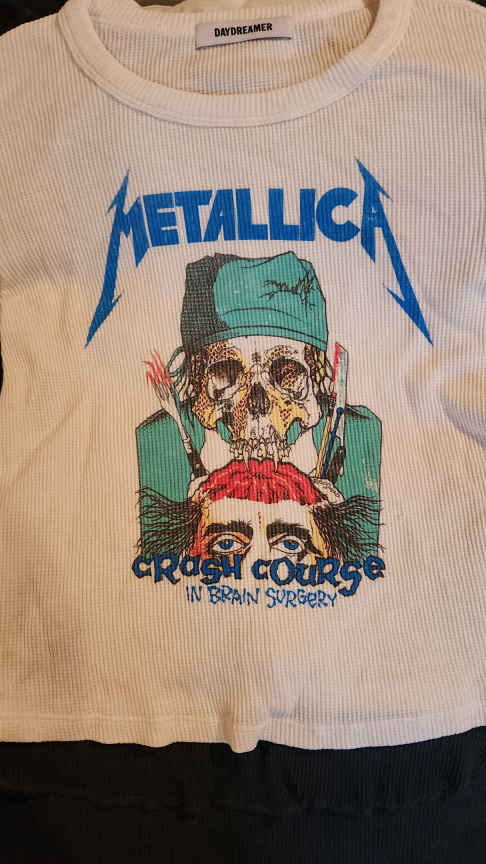 DAYDREAMER
METALLICA
CRASH COURSE
IN BRAIN SURGERY